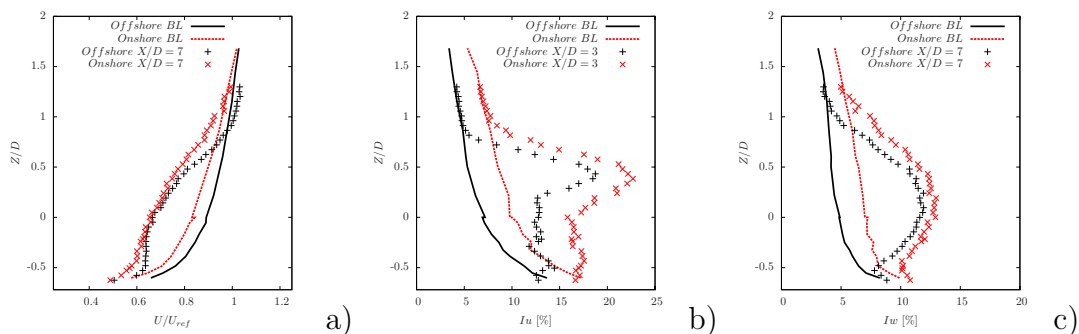 2
1.5
1
0.5
0
-0.5
Z/D
0.4 0.6 0.8 1 1.2
U/U_ref
Offshore BL
Onshore BL
Offshore X/D = 7
Onshore X/D = 7
a)
2
1.5
1
0.5
0
-0.5
Z/D
0 5 10 15 20 25
Iu [%]
Offshore BL
Onshore BL
Offshore X/D = 3
Onshore X/D = 3
b)
2
1.5
1
0.5
0
-0.5
Z/D
0 5 10 15 20
Iw [%]
Offshore BL
Onshore BL
Offshore X/D = 7
Onshore X/D = 7
c)